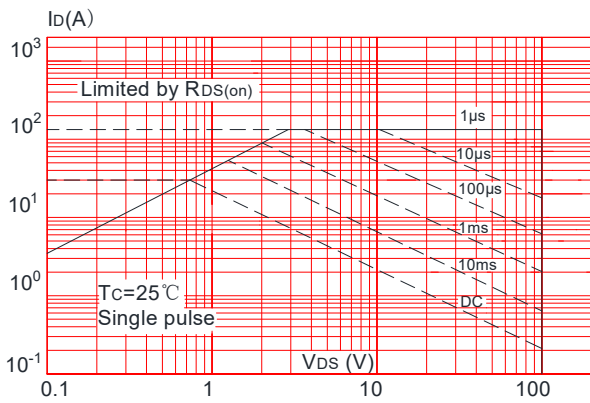 ID(A)
10³
Limited by RDS(on)
1µs
10²
10µs
100µs
10¹
1ms
10ms
10⁰
TC=25℃
DC
Single pulse
10⁻¹
VDS (V)
0.1 1 10 100